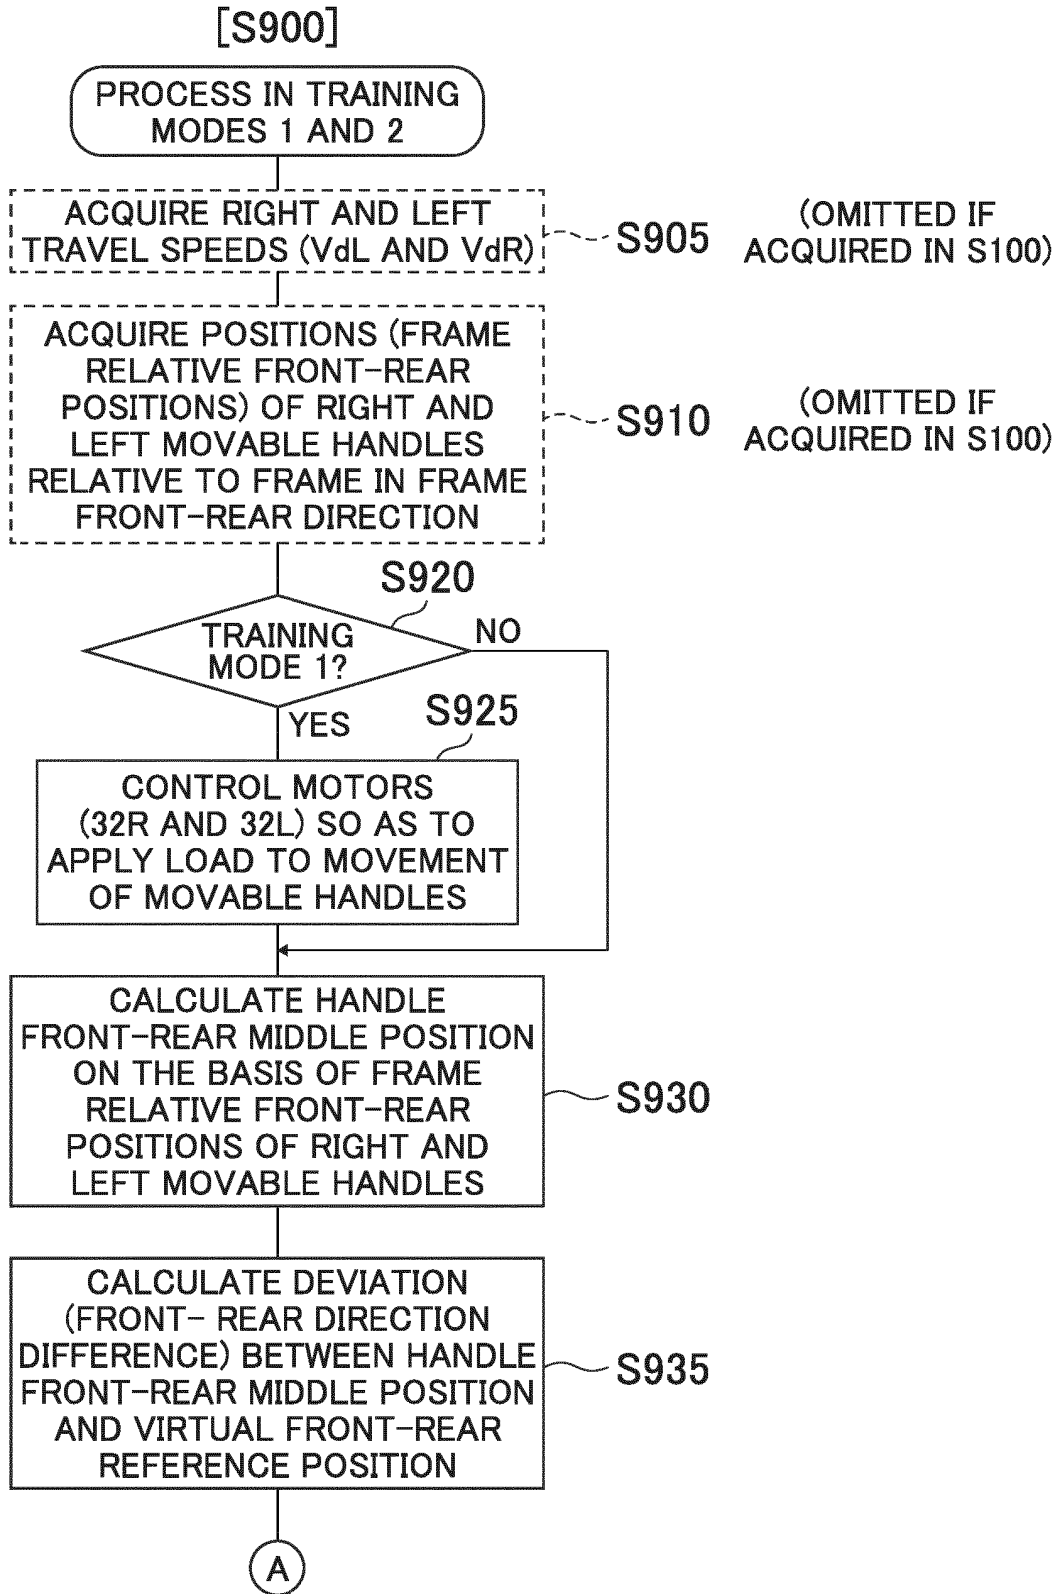 [S900]
PROCESS IN TRAINING
MODES 1 AND 2
ACQUIRE RIGHT AND LEFT
TRAVEL SPEEDS (VdL AND VdR)
S905
(OMITTED IF
ACQUIRED IN S100)
ACQUIRE POSITIONS (FRAME
RELATIVE FRONT-REAR
POSITIONS) OF RIGHT AND
LEFT MOVABLE HANDLES
RELATIVE TO FRAME IN FRAME
FRONT-REAR DIRECTION
S910
(OMITTED IF
ACQUIRED IN S100)
S920
TRAINING
MODE 1?
NO
YES
S925
CONTROL MOTORS
(32R AND 32L) SO AS TO
APPLY LOAD TO MOVEMENT
OF MOVABLE HANDLES
CALCULATE HANDLE
FRONT-REAR MIDDLE POSITION
ON THE BASIS OF FRAME
RELATIVE FRONT-REAR
POSITIONS OF RIGHT AND
LEFT MOVABLE HANDLES
S930
CALCULATE DEVIATION
(FRONT- REAR DIRECTION
DIFFERENCE) BETWEEN HANDLE
FRONT-REAR MIDDLE POSITION
AND VIRTUAL FRONT-REAR
REFERENCE POSITION
S935
A